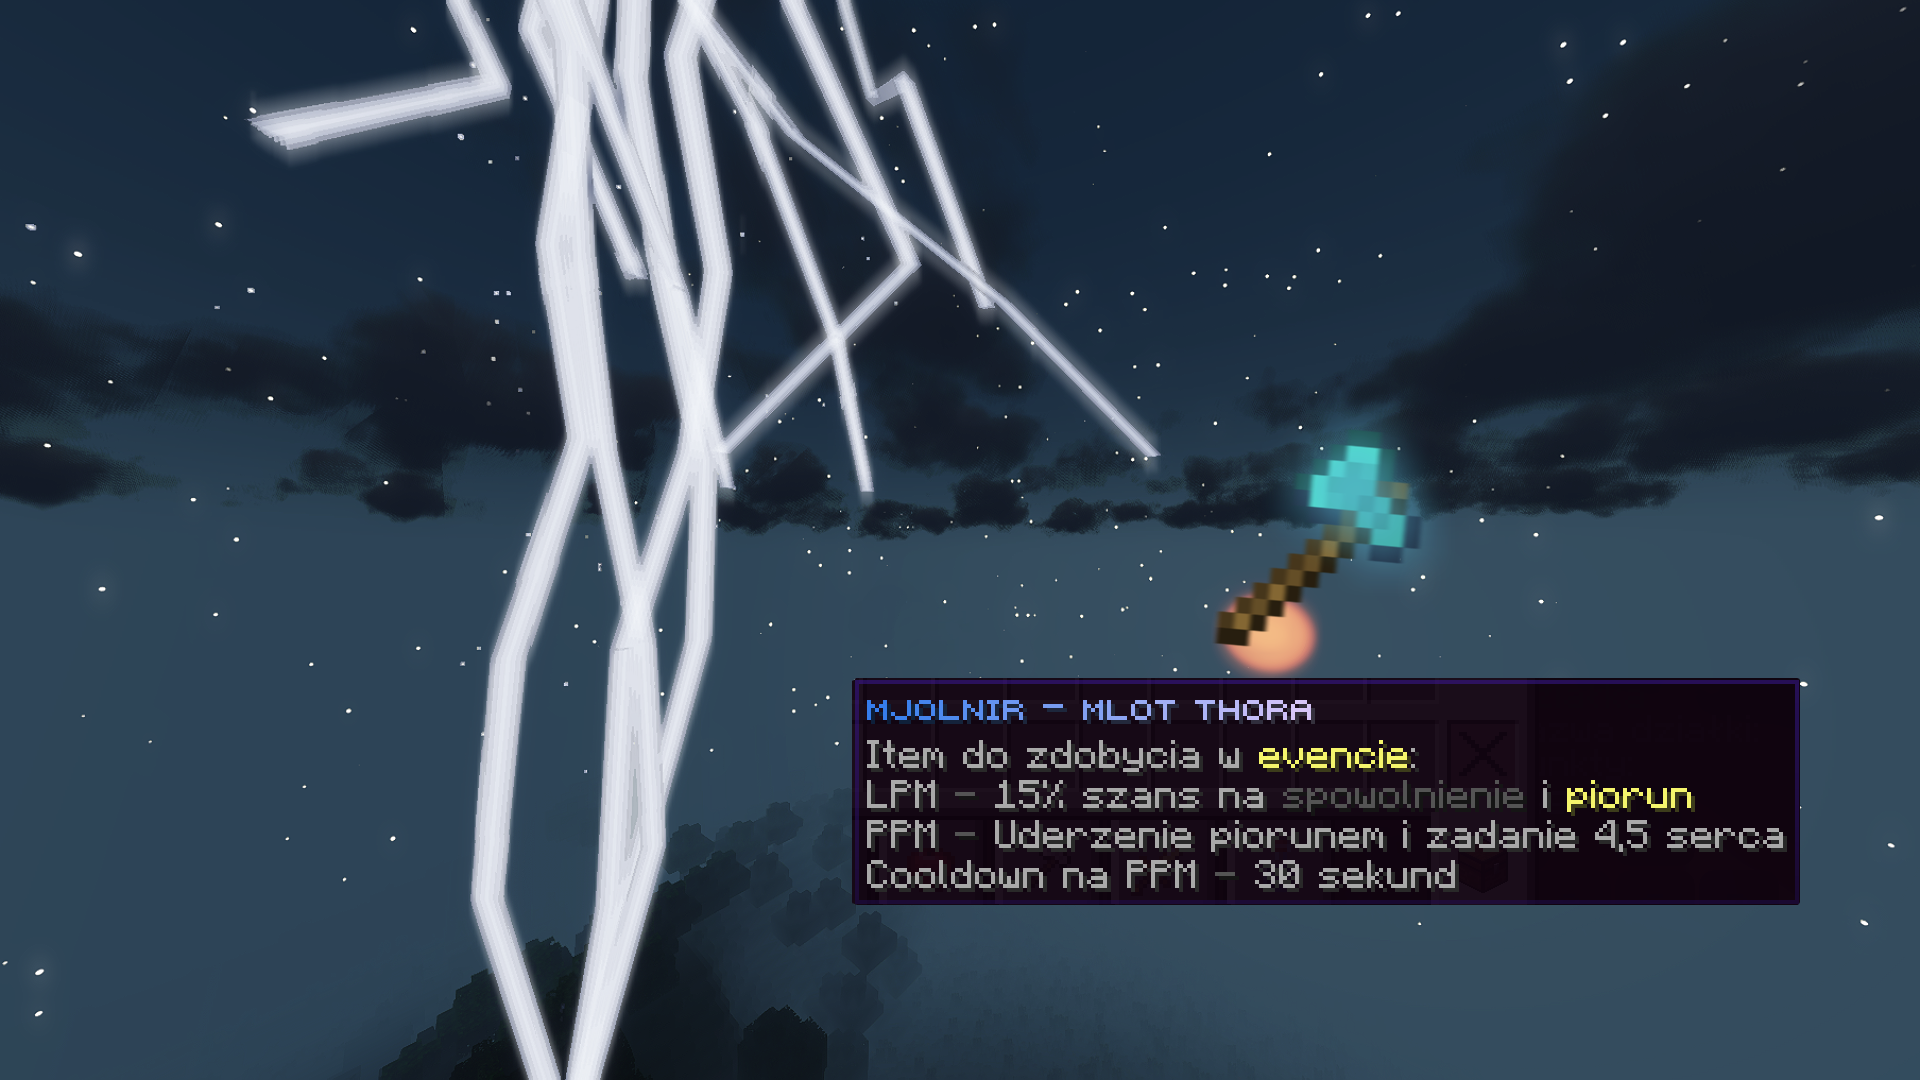 MJOLNIR - MLOT THORA
Item do zdobycia w evencie:
LPM - 15% szans na spowolnienie i piorun
PPM - Uderzenie piorunem i zadanie 4,5 serca
Cooldown na PPM - 30 sekund